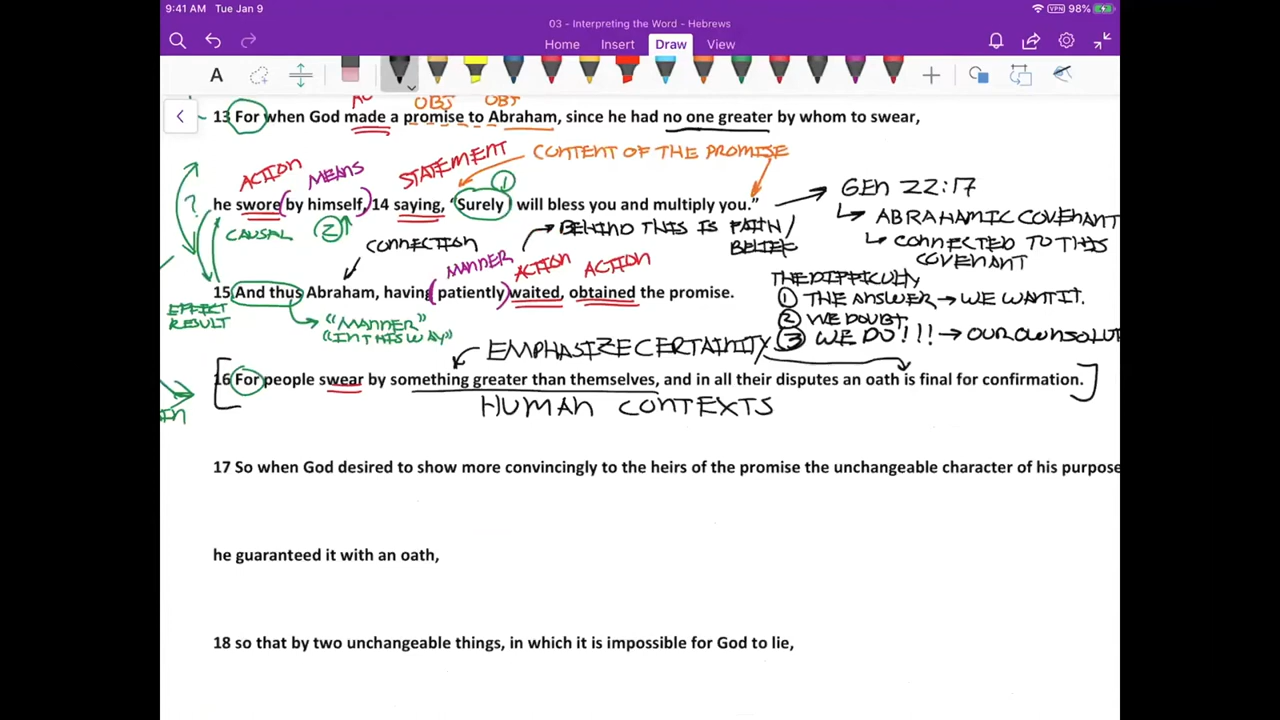 9:41 AM Tue Jan 9
VPN 98%
03 - Interpreting the Word - Hebrews
Home Insert Draw View
A
OBJ OBJ
13 For when God made a promise to Abraham, since he had no one greater by whom to swear,
CONTENT OF THE PROMISE
ACTION MEANS STATEMENT
1
?
he swore (by himself,) 14 saying, “Surely I will bless you and multiply you.”
GEN 22:17
ABRAHAMIC COVENANT
CONNECTED TO THIS
COVENANT
CAUSAL
2
CONNECTION
BEHIND THIS IS FAITH/
BELIEF
MANNER ACTION ACTION
15 And thus Abraham, having (patiently) waited, obtained the promise.
EFFECT
RESULT
"MANNER"
"IN THIS WAY"
THE DIFFICULTY
1 THE ANSWER → WE WANT IT.
2 WE DOUBT,
3 WE DO!!! → OUR OWN SOLUT
EMPHASIZE CERTAINITY
[16 For people swear by something greater than themselves, and in all their disputes an oath is final for confirmation.]
HUMAN CONTEXTS
17 So when God desired to show more convincingly to the heirs of the promise the unchangeable character of his purpose
he guaranteed it with an oath,
18 so that by two unchangeable things, in which it is impossible for God to lie,